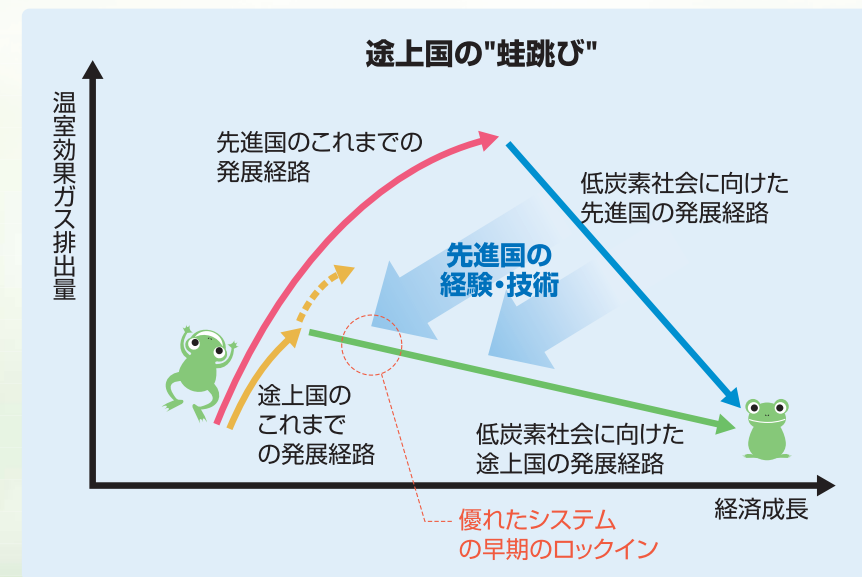 途上国の"蛙跳び"
温室効果ガス排出量
先進国のこれまでの
発展経路
低炭素社会に向けた
先進国の発展経路
先進国の
経験・技術
途上国の
これまで
の発展経路
低炭素社会に向けた
途上国の発展経路
経済成長
優れたシステム
の早期のロックイン